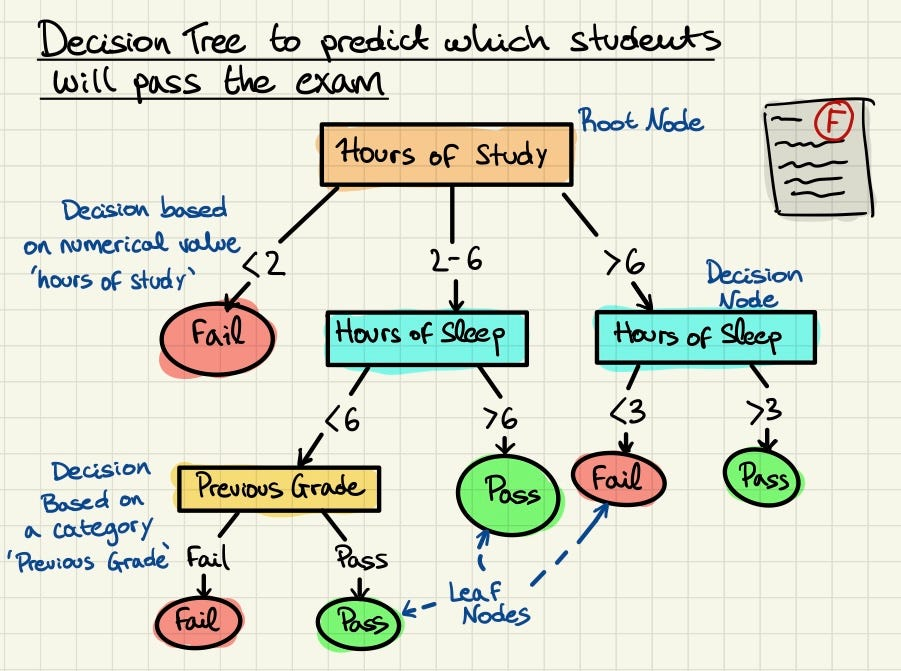 Decision Tree to predict which students
will pass the exam
Root Node
F
Hours of Study
Decision based
on numerical value
'hours of study'
<2
2-6
>6
Decision
Node
Fail
Hours of Sleep
Hours of Sleep
<6
>6
<3
>3
Decision
Based on
a category
'Previous Grade'
Previous Grade
Pass
Fail
Pass
Fail
Pass
Leaf
Nodes
Fail
Pass